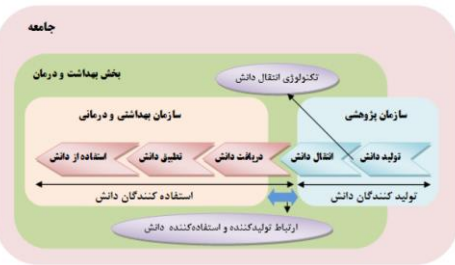 جامعه
بخش بهداشت و درمان
تکنولوژی انتقال دانش
سازمان پژوهشی
سازمان بهداشتی و درمانی
تولید دانش
انتقال دانش
دریافت دانش
تطبیق دانش
استفاده از دانش
تولید کنندگان دانش
استفاده کنندگان دانش
ارتباط تولیدکننده و استفاده‌کننده دانش